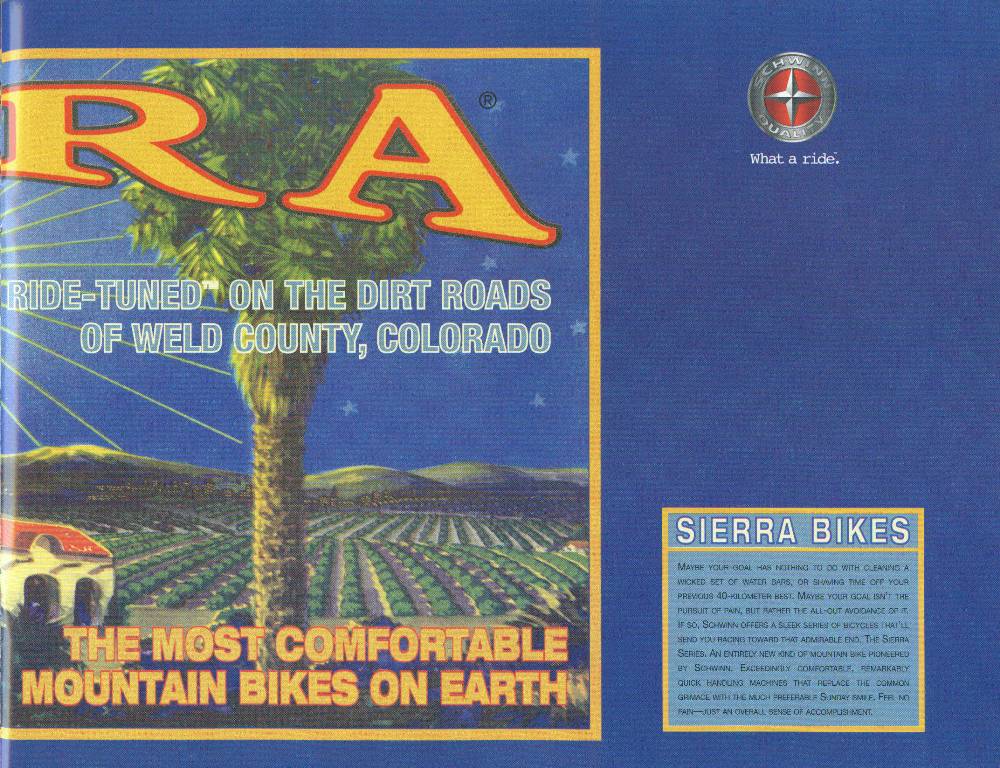 RA®
RIDE-TUNED™ ON THE DIRT ROADS
OF WELD COUNTY, COLORADO
THE MOST COMFORTABLE
MOUNTAIN BIKES ON EARTH
SCHWINN
QUALITY
What a ride.™
SIERRA BIKES
MAYBE YOUR GOAL HAS NOTHING TO DO WITH CLEANING A
WICKED SET OF WATER BARS, OR SHAVING TIME OFF YOUR
PREVIOUS 40-KILOMETER BEST. MAYBE YOUR GOAL ISN'T THE
PURSUIT OF PAIN, BUT RATHER THE ALL-OUT AVOIDANCE OF IT.
IF SO, SCHWINN OFFERS A SLEEK SERIES OF BICYCLES THAT'LL
SEND YOU RACING TOWARD THAT ADMIRABLE END. THE SIERRA
SERIES. AN ENTIRELY NEW KIND OF MOUNTAIN BIKE PIONEERED
BY SCHWINN. EXCEEDINGLY COMFORTABLE, REMARKABLY
QUICK HANDLING MACHINES THAT REPLACE THE COMMON
GRIMACE WITH THE MUCH PREFERABLE SUNDAY SMILE. FEEL NO
PAIN—JUST AN OVERALL SENSE OF ACCOMPLISHMENT.